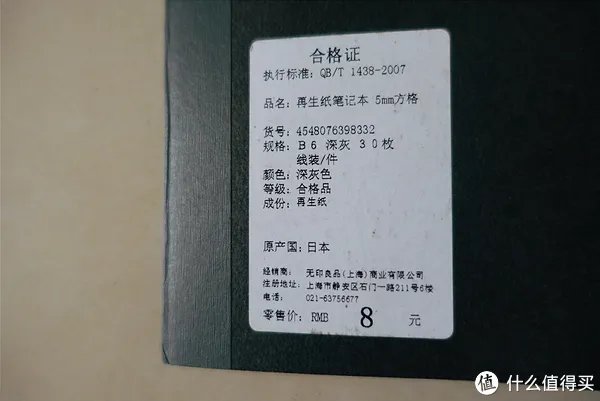 合格证
执行标准：QB/T 1438-2007
品名：再生纸笔记本 5mm方格
货号：4548076398332
规格：B6 深灰 30枚
线装/件
颜色：深灰色
等级：合格品
成份：再生纸
原产国：日本
经销商： 无印良品(上海)商业有限公司
注册地址：上海市静安区石门一路211号6楼
电话： 021-63756677
零售价：RMB 8 元
值 什么值得买